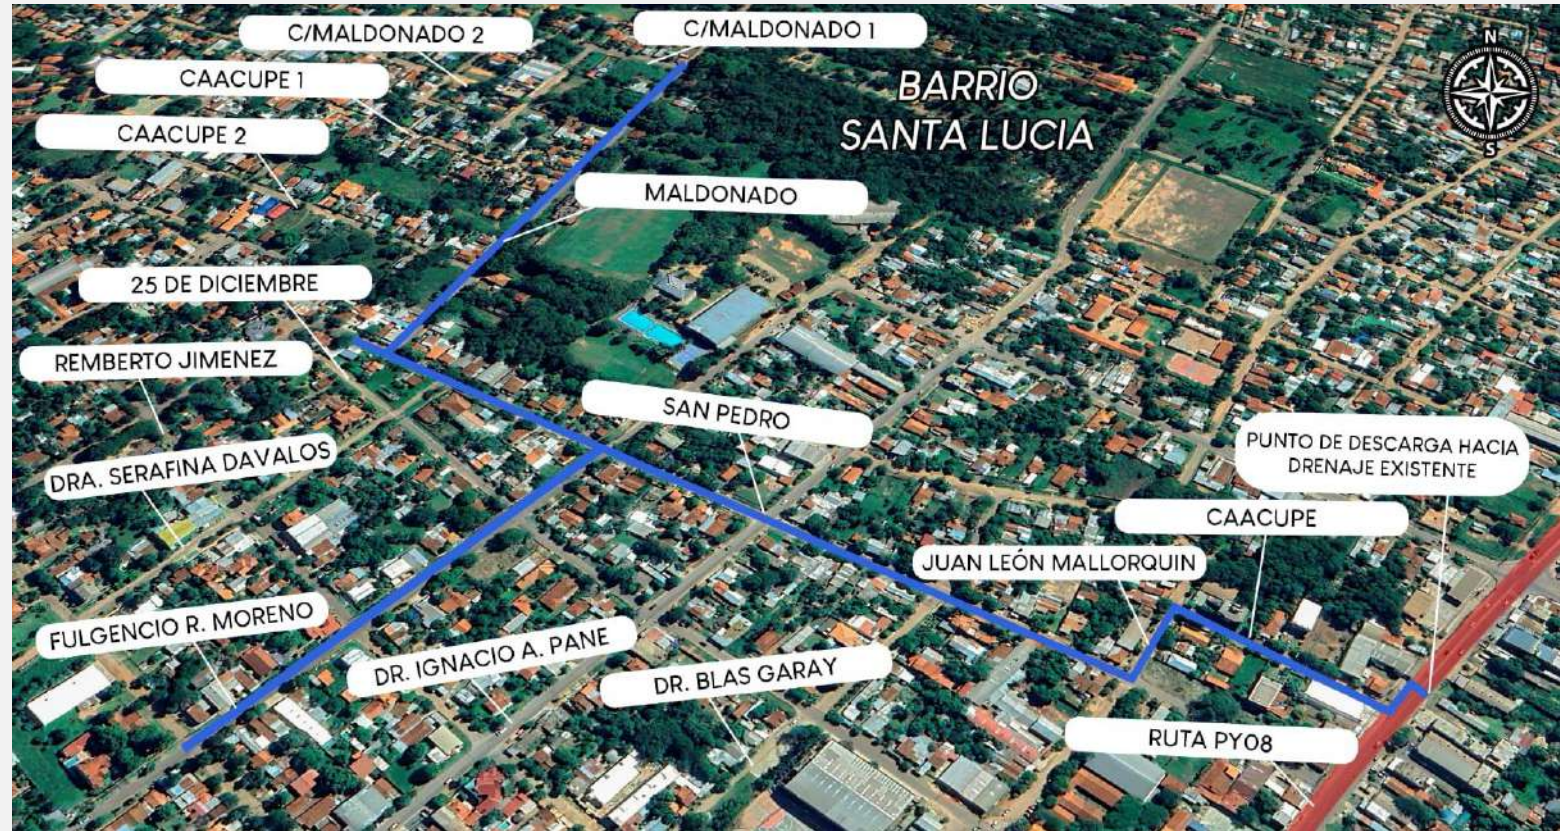 C/MALDONADO 2
C/MALDONADO 1
N
CAACUPE 1
BARRIO
SANTA LUCIA
CAACUPE 2
S
MALDONADO
25 DE DICIEMBRE
REMBERTO JIMENEZ
SAN PEDRO
PUNTO DE DESCARGA HACIA
DRENAJE EXISTENTE
DRA. SERAFINA DAVALOS
CAACUPE
JUAN LEÓN MALLORQUIN
FULGENCIO R. MORENO
DR. IGNACIO A. PANE
DR. BLAS GARAY
RUTA PY08